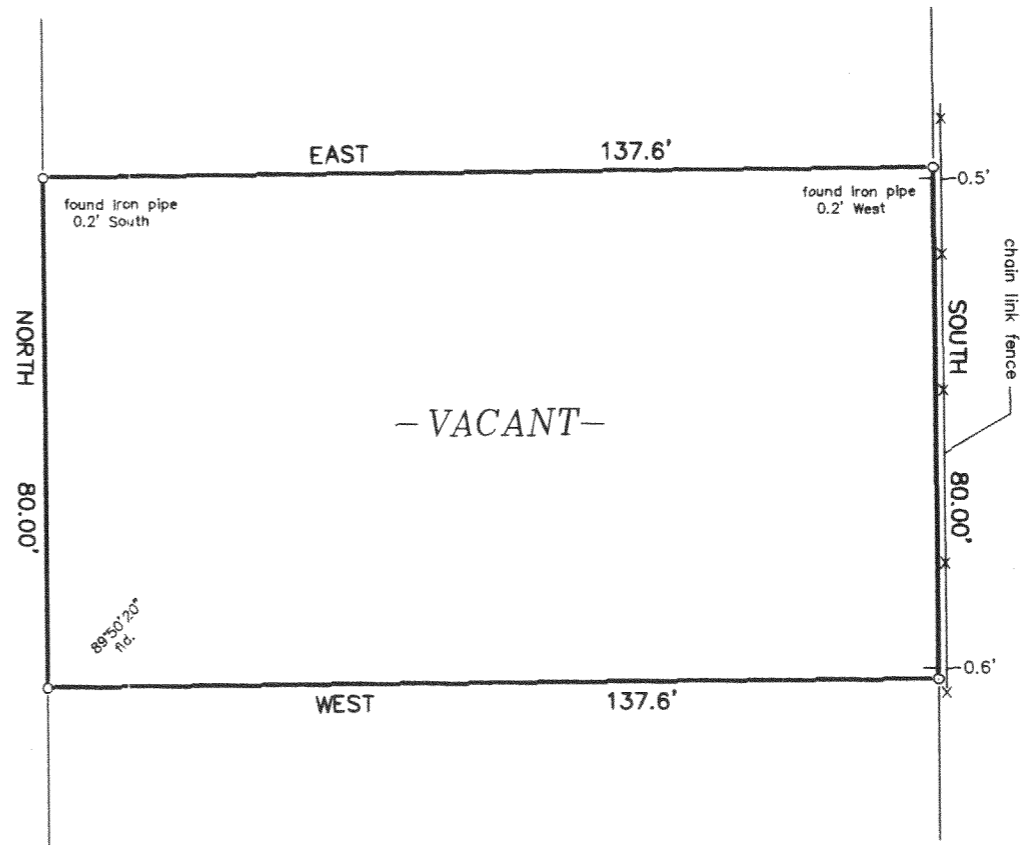 EAST 137.6'
found iron pipe
0.2' South
found iron pipe
0.2' West
0.5'
chain link fence
NORTH 80.00'
SOUTH 80.00'
-VACANT-
89°50'20"
fld.
0.6'
WEST 137.6'